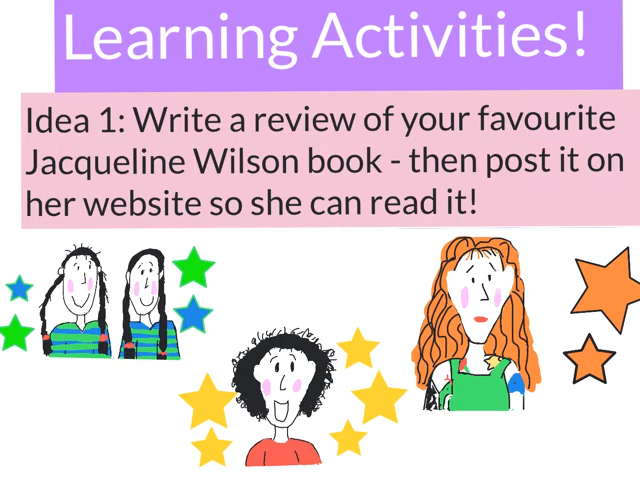 Learning Activities!
Idea 1: Write a review of your favourite
Jacqueline Wilson book - then post it on
her website so she can read it!